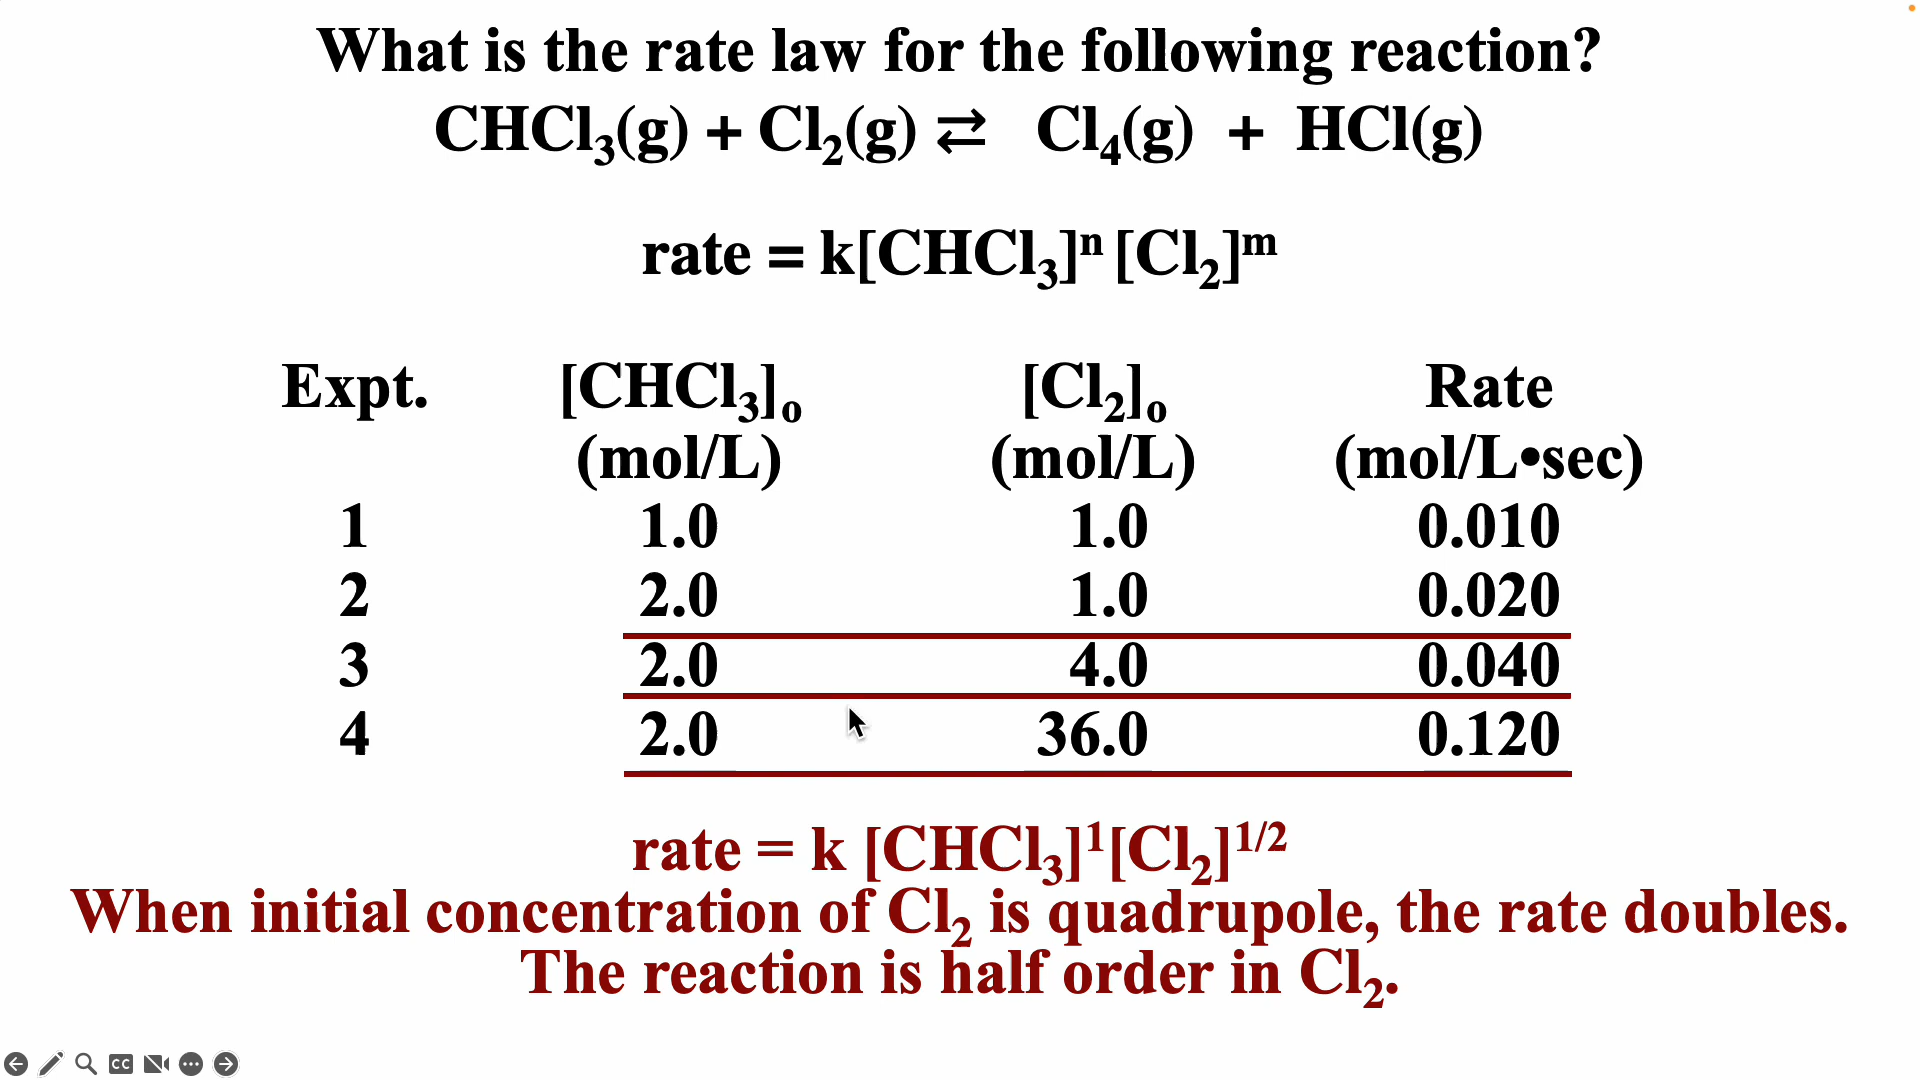 What is the rate law for the following reaction?
CHCl₃(g) + Cl₂(g) ⇄ Cl₄(g) + HCl(g)
rate = k[CHCl₃]ⁿ [Cl₂]ᵐ
Expt. [CHCl₃]ₒ [Cl₂]ₒ Rate
(mol/L) (mol/L) (mol/L•sec)
1 1.0 1.0 0.010
2 2.0 1.0 0.020
3 2.0 4.0 0.040
4 2.0 36.0 0.120
rate = k [CHCl₃]¹[Cl₂]¹/²
When initial concentration of Cl₂ is quadrupole, the rate doubles.
The reaction is half order in Cl₂.
CC